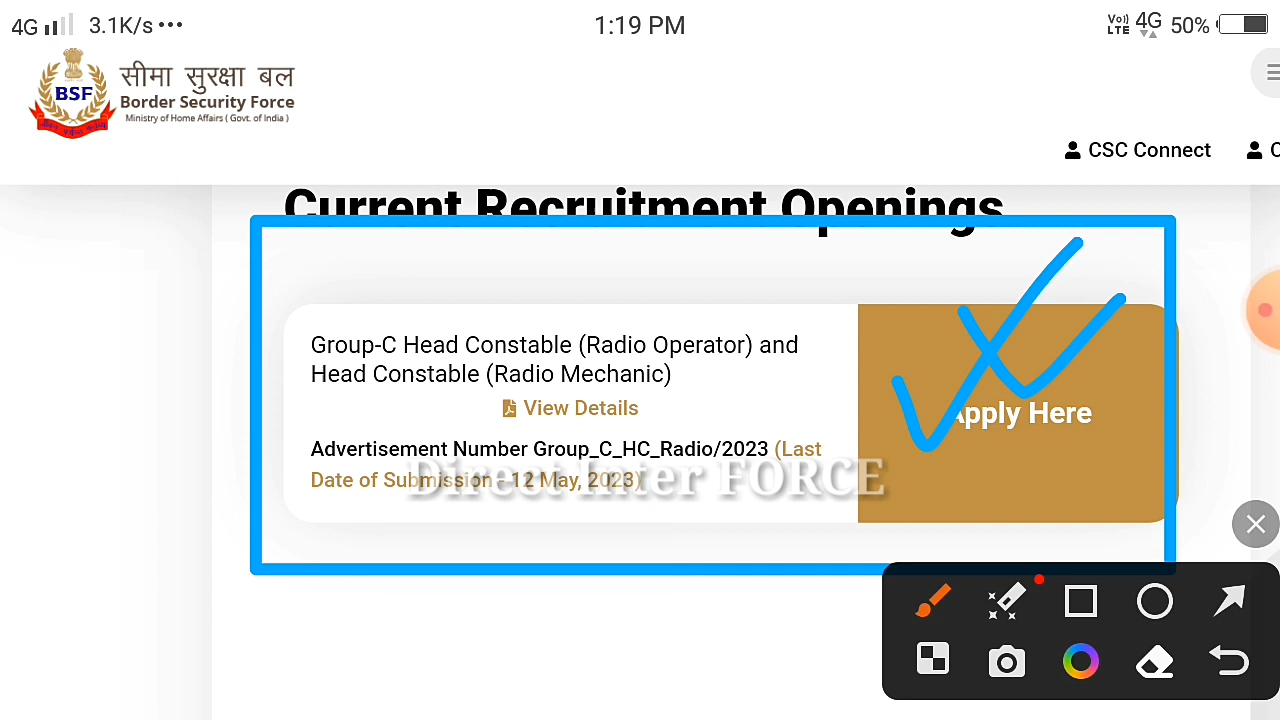 4G 3.1K/s
1:19 PM
Vo) LTE 4G 50%
BSF
सीमा सुरक्षा बल
Border Security Force
Ministry of Home Affairs ( Govt. of India )
CSC Connect
Current Recruitment Openings
Group-C Head Constable (Radio Operator) and
Head Constable (Radio Mechanic)
View Details
Advertisement Number Group_C_HC_Radio/2023 (Last
Date of Submission - 12 May, 2023)
Apply Here
Direct Inter FORCE